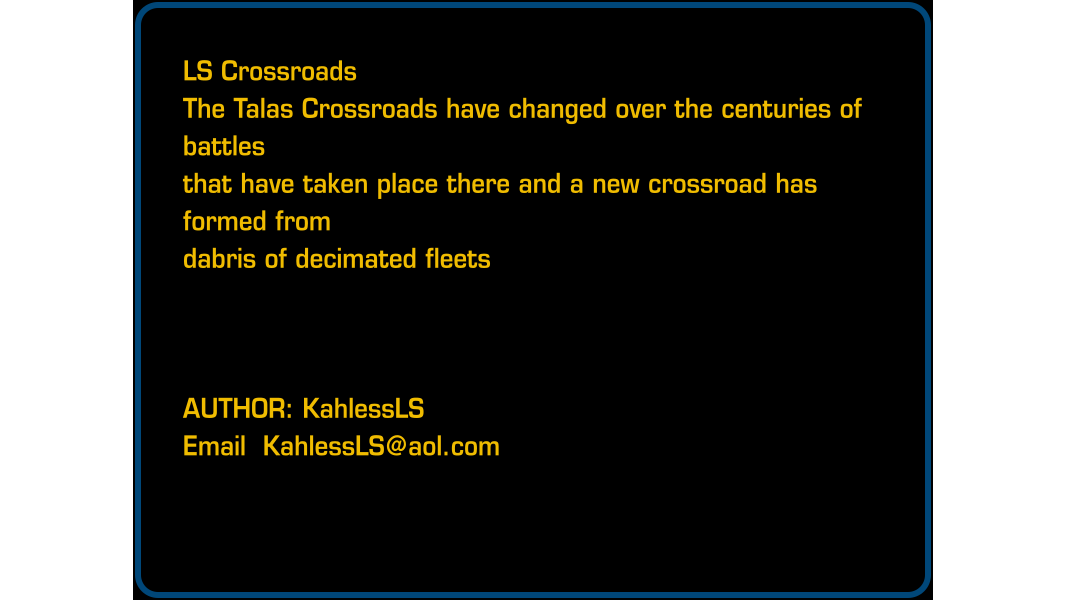 LS Crossroads
The Talas Crossroads have changed over the centuries of
battles
that have taken place there and a new crossroad has
formed from
dabris of decimated fleets
AUTHOR: KahlessLS
Email  KahlessLS@aol.com